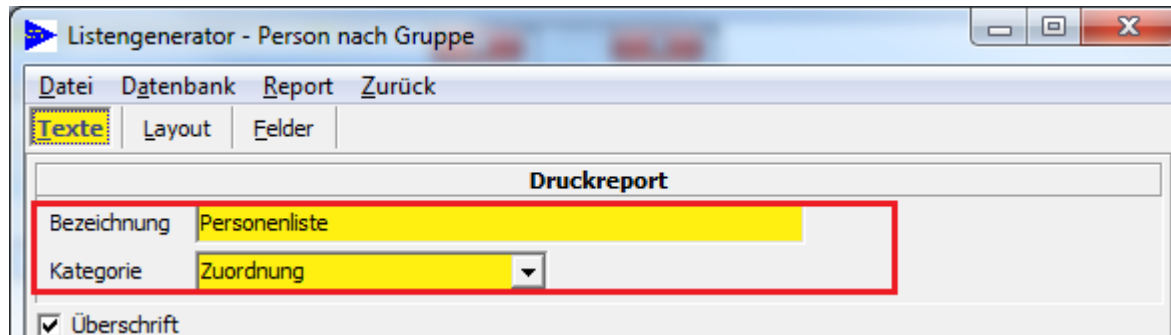 Listengenerator - Person nach Gruppe
Datei Datenbank Report Zurück
Texte Layout Felder
Druckreport
Bezeichnung Personenliste
Kategorie Zuordnung
Überschrift